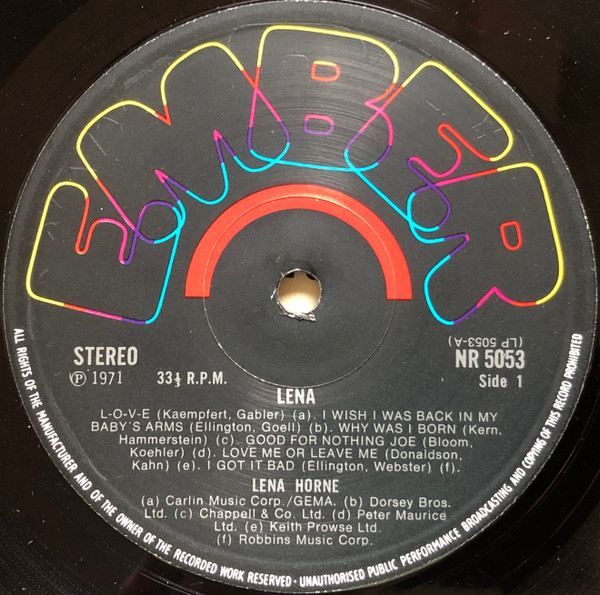 EMBER
STEREO
Ⓟ 1971
33⅓ R.P.M.
(LP 5053-A)
NR 5053
Side 1
LENA
L-O-V-E (Kaempfert, Gabler) (a). I WISH I WAS BACK IN MY
BABY'S ARMS (Ellington, Goell) (b). WHY WAS I BORN (Kern,
Hammerstein) (c). GOOD FOR NOTHING JOE (Bloom,
Koehler) (d). LOVE ME OR LEAVE ME (Donaldson,
Kahn) (e). I GOT IT BAD (Ellington, Webster) (f).
LENA HORNE
(a) Carlin Music Corp./GEMA. (b) Dorsey Bros.
Ltd. (c) Chappell & Co. Ltd. (d) Peter Maurice
Ltd. (e) Keith Prowse Ltd.
(f) Robbins Music Corp.
ALL RIGHTS OF THE MANUFACTURER AND OF THE OWNER OF THE RECORDED WORK RESERVED · UNAUTHORISED PUBLIC PERFORMANCE BROADCASTING AND COPYING OF THIS RECORD PROHIBITED